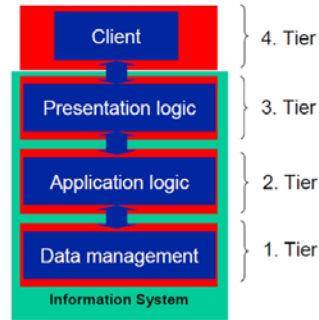 Client
4. Tier
Presentation logic
3. Tier
Application logic
2. Tier
Data management
1. Tier
Information System